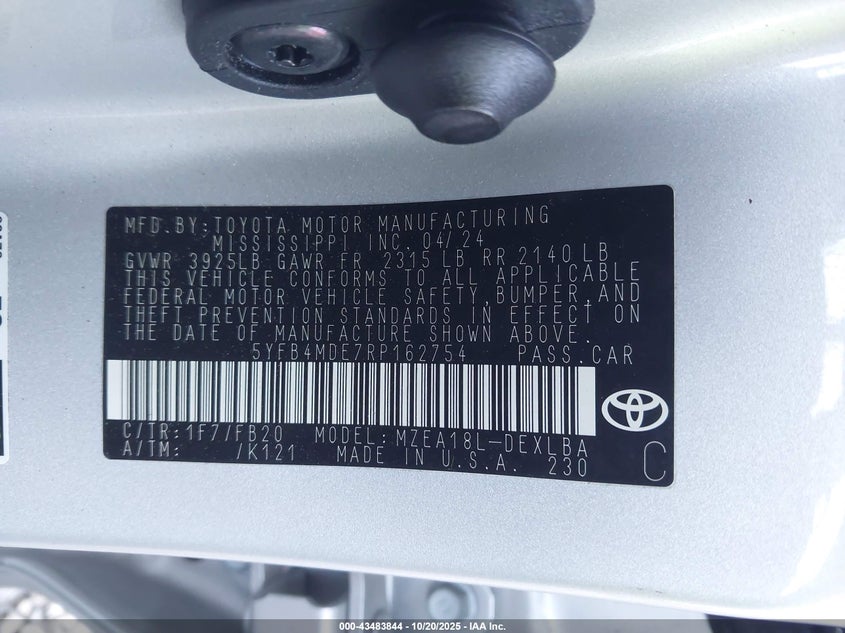 MFD.BY:TOYOTA MOTOR MANUFACTURING
MISSISSIPPI INC. 04/24
GVWR 3925LB GAWR FR 2315 LB RR 2140 LB
THIS VEHICLE CONFORMS TO ALL APPLICABLE
FEDERAL MOTOR VEHICLE SAFETY,BUMPER,AND
THEFT PREVENTION STANDARDS IN EFFECT ON
THE DATE OF MANUFACTURE SHOWN ABOVE.
5YFB4MDE7RP162754 PASS.CAR
C/TR:1F7/FB20 MODEL:MZEA18L-DEXLBA
A/TM: /K121 MADE IN U.S.A. 230
C
000-43483844 | 10/20/2025 - IAA Inc.